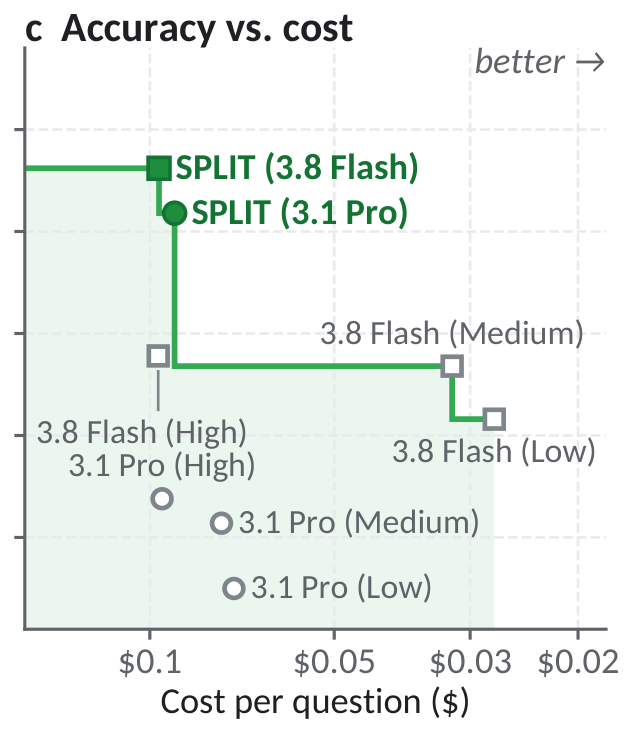 c Accuracy vs. cost
better →
SPLIT (3.8 Flash)
SPLIT (3.1 Pro)
3.8 Flash (Medium)
3.8 Flash (High)
3.8 Flash (Low)
3.1 Pro (High)
3.1 Pro (Medium)
3.1 Pro (Low)
$0.1 $0.05 $0.03 $0.02
Cost per question ($)